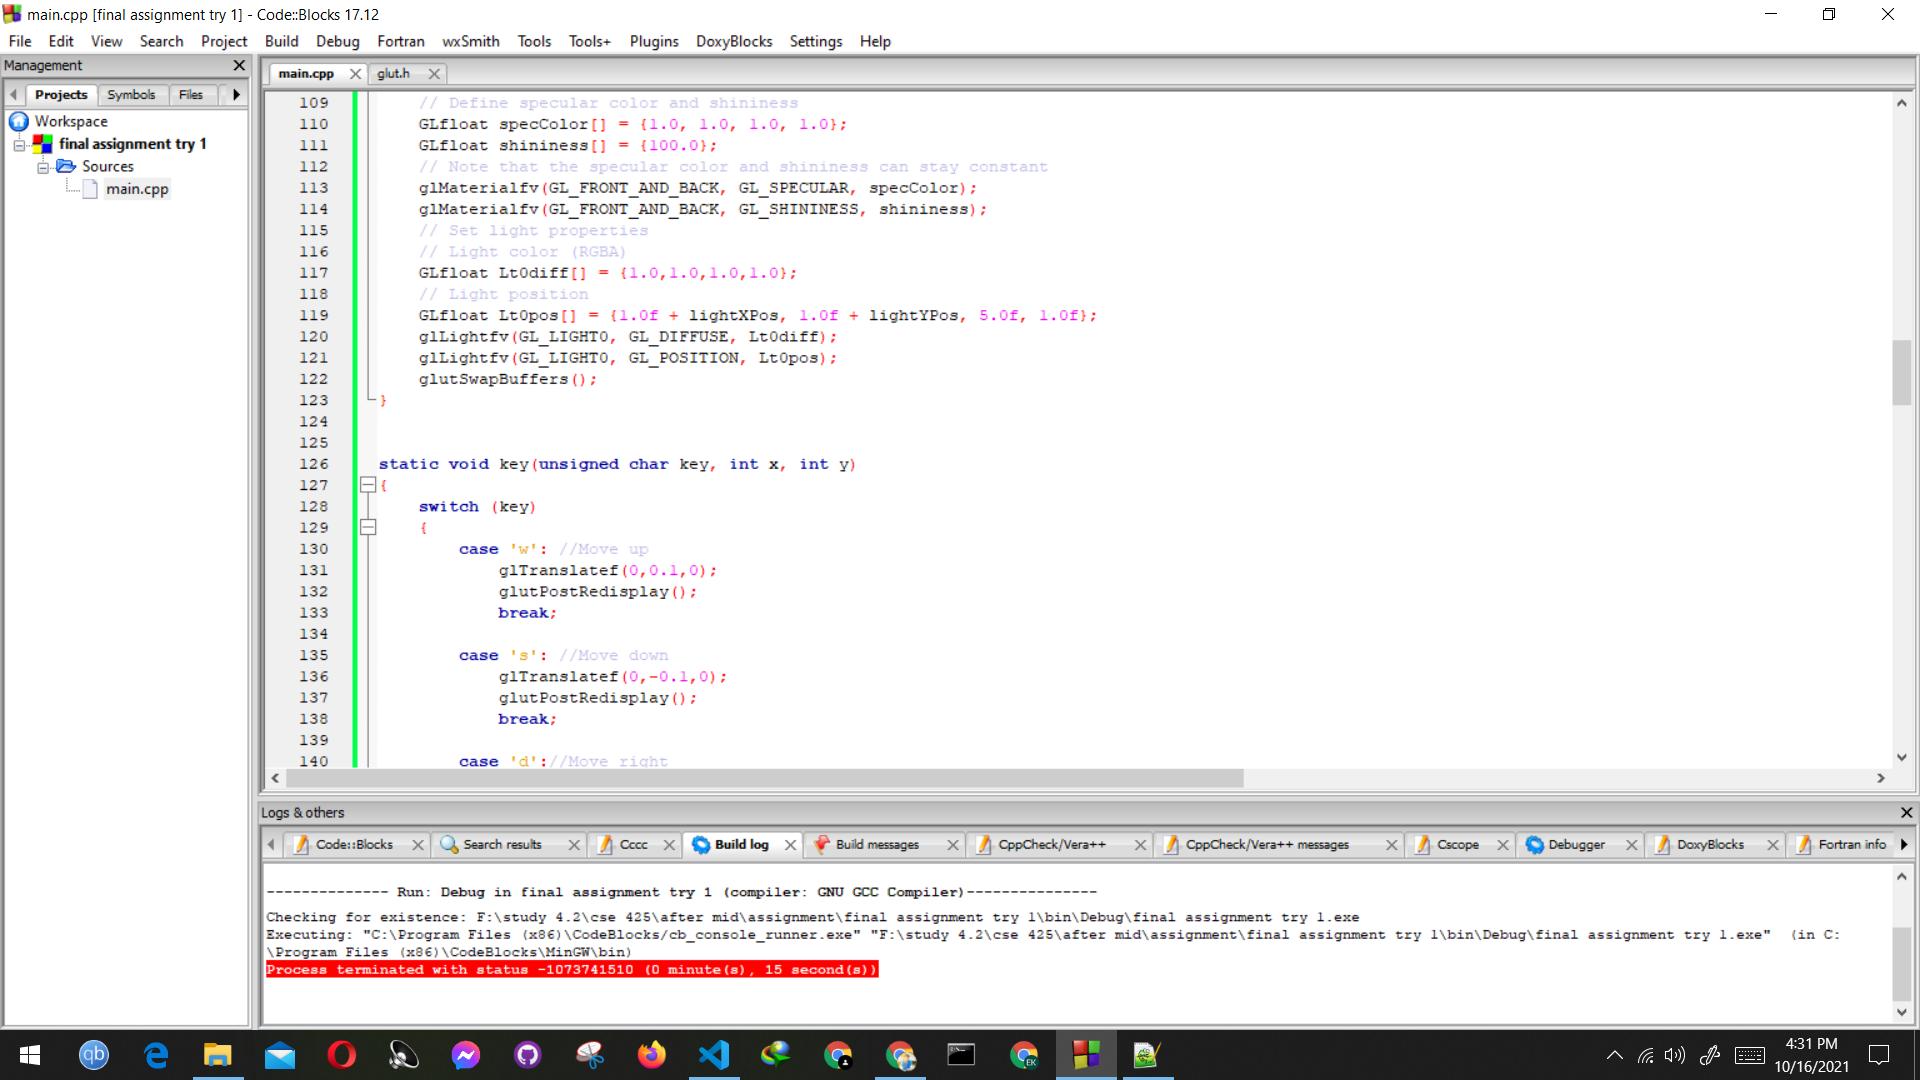 main.cpp [final assignment try 1] - Code::Blocks 17.12
File Edit View Search Project Build Debug Fortran wxSmith Tools Tools+ Plugins DoxyBlocks Settings Help
Management
Projects Symbols Files
Workspace
final assignment try 1
Sources
main.cpp
main.cpp glut.h
109 // Define specular color and shininess
110 GLfloat specColor[] = {1.0, 1.0, 1.0, 1.0};
111 GLfloat shininess[] = {100.0};
112 // Note that the specular color and shininess can stay constant
113 glMaterialfv(GL_FRONT_AND_BACK, GL_SPECULAR, specColor);
114 glMaterialfv(GL_FRONT_AND_BACK, GL_SHININESS, shininess);
115 // Set light properties
116 // Light color (RGBA)
117 GLfloat Lt0diff[] = {1.0,1.0,1.0,1.0};
118 // Light position
119 GLfloat Lt0pos[] = {1.0f + lightXPos, 1.0f + lightYPos, 5.0f, 1.0f};
120 glLightfv(GL_LIGHT0, GL_DIFFUSE, Lt0diff);
121 glLightfv(GL_LIGHT0, GL_POSITION, Lt0pos);
122 glutSwapBuffers();
123 }
124
125
126 static void key(unsigned char key, int x, int y)
127 {
128 switch (key)
129 {
130 case 'w': //Move up
131 glTranslatef(0,0.1,0);
132 glutPostRedisplay();
133 break;
134
135 case 's': //Move down
136 glTranslatef(0,-0.1,0);
137 glutPostRedisplay();
138 break;
139
140 case 'd'://Move right
Logs & others
Code::Blocks Search results Cccc Build log Build messages CppCheck/Vera++ CppCheck/Vera++ messages Cscope Debugger DoxyBlocks Fortran info
-------------- Run: Debug in final assignment try 1 (compiler: GNU GCC Compiler)---------------
Checking for existence: F:\study 4.2\cse 425\after mid\assignment\final assignment try 1\bin\Debug\final assignment try 1.exe
Executing: "C:\Program Files (x86)\CodeBlocks/cb_console_runner.exe" "F:\study 4.2\cse 425\after mid\assignment\final assignment try 1\bin\Debug\final assignment try 1.exe" (in C:
\Program Files (x86)\CodeBlocks\MinGW\bin)
Process terminated with status -1073741510 (0 minute(s), 15 second(s))
qb
EK
4:31 PM
10/16/2021